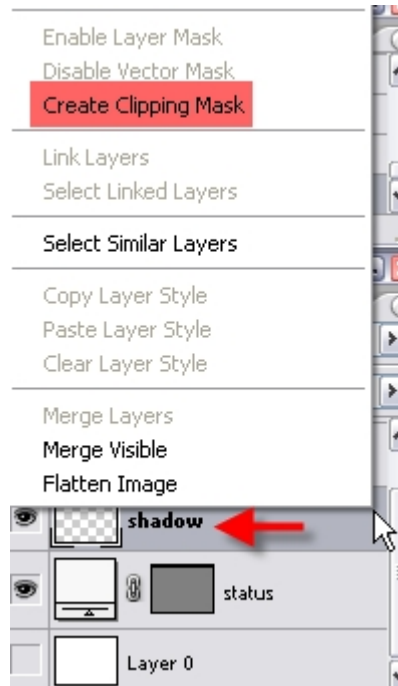 Enable Layer Mask
Disable Vector Mask
Create Clipping Mask
Link Layers
Select Linked Layers
Select Similar Layers
Copy Layer Style
Paste Layer Style
Clear Layer Style
Merge Layers
Merge Visible
Flatten Image
shadow
status
Layer 0